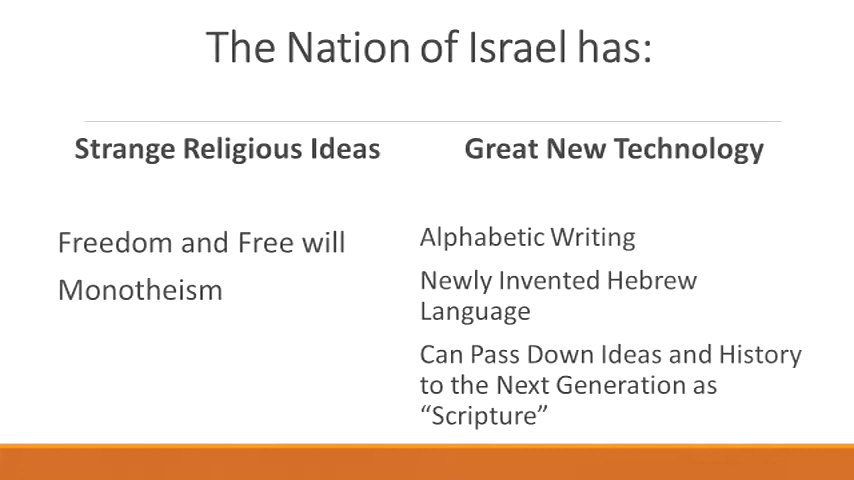 The Nation of Israel has:
Strange Religious Ideas
Freedom and Free will
Monotheism
Great New Technology
Alphabetic Writing
Newly Invented Hebrew
Language
Can Pass Down Ideas and History
to the Next Generation as
“Scripture”